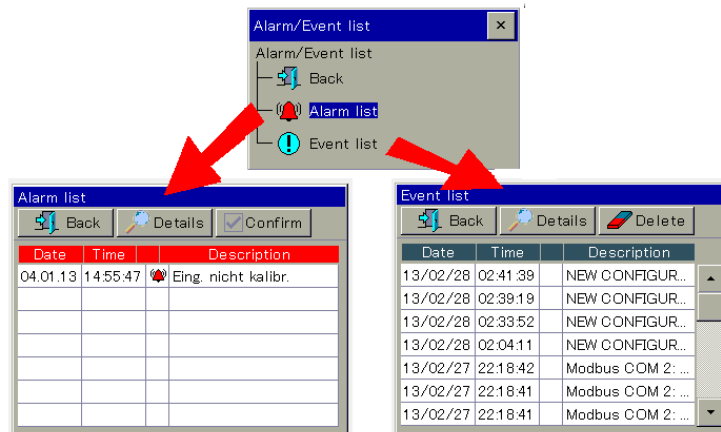 Alarm/Event list
Alarm/Event list
Back
Alarm list
Event list
Alarm list
Back Details Confirm
Date Time Description
04.01.13 14:55:47 Eing. nicht kalibr.
Event list
Back Details Delete
Date Time Description
13/02/28 02:41:39 NEW CONFIGUR...
13/02/28 02:39:19 NEW CONFIGUR...
13/02/28 02:33:52 NEW CONFIGUR...
13/02/28 02:04:11 NEW CONFIGUR...
13/02/27 22:18:42 Modbus COM 2: ...
13/02/27 22:18:41 Modbus COM 2: ...
13/02/27 22:18:41 Modbus COM 2: ...